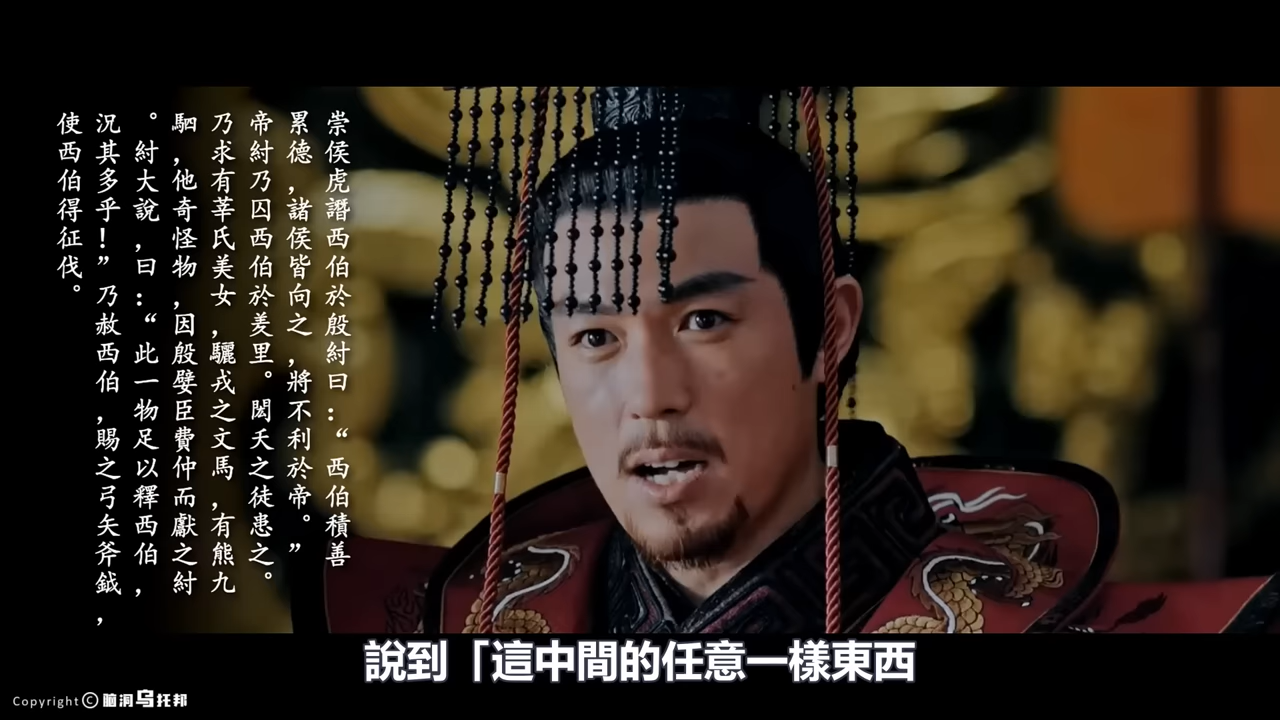 崇侯虎譖西伯於殷紂曰：“西伯積善
累德，諸侯皆向之，將不利於帝。”
帝紂乃囚西伯於羑里。閎夭之徒患之。
乃求有莘氏美女，驪戎之文馬，有熊九
駟，他奇怪物，因殷嬖臣費仲而獻之紂
。紂大說，曰：“此一物足以釋西伯，
況其多乎！”乃赦西伯，賜之弓矢斧鉞，
使西伯得征伐。
說到「這中間的任意一樣東西
Copyright © 腦洞乌托邦